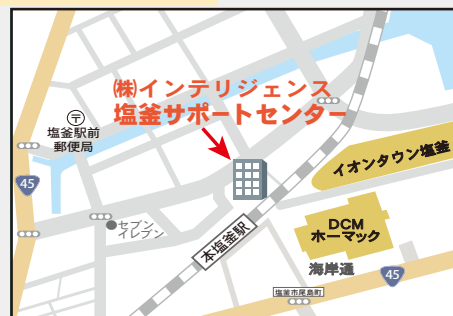 ㈱インテリジェンス
塩釜サポートセンター
〒
塩釜駅前
郵便局
45
イオンタウン塩釜
セブン
イレブン
本塩釜駅
DCM
ホーマック
海岸通
45
塩釜市尾島町